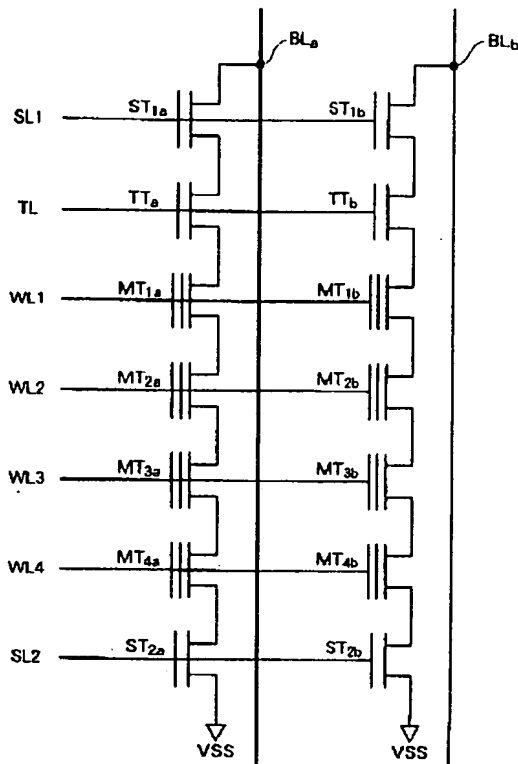 BLa BLb
SL1 ST1a ST1b
TL TTa TTb
WL1 MT1a MT1b
WL2 MT2a MT2b
WL3 MT3a MT3b
WL4 MT4a MT4b
SL2 ST2a ST2b
VSS VSS